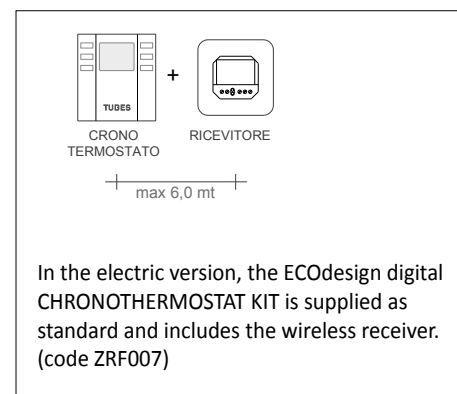 +
TUBES
CRONO
TERMOSTATO
RICEVITORE
max 6,0 mt
In the electric version, the ECOdesign digital
CHRONOTHERMOSTAT KIT is supplied as
standard and includes the wireless receiver.
(code ZRF007)